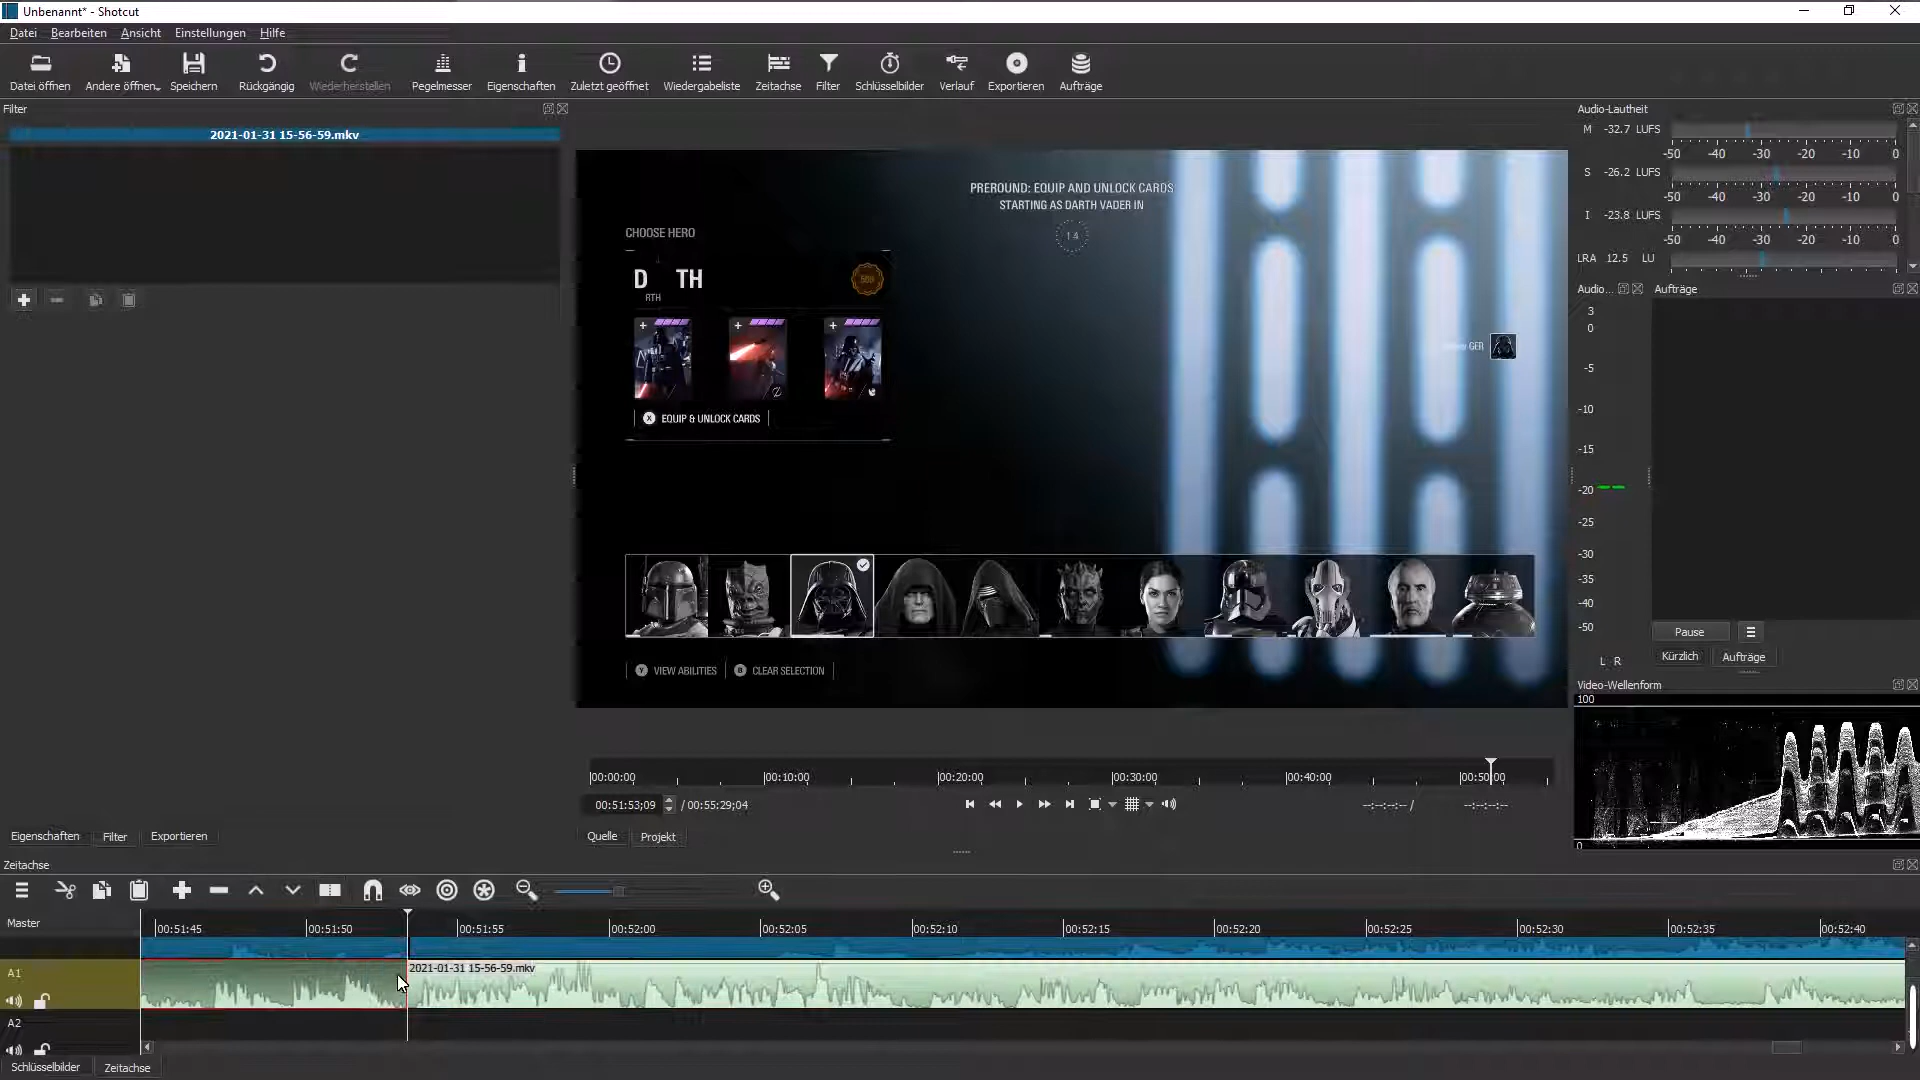 Unbenannt* - Shotcut
Datei Bearbeiten Ansicht Einstellungen Hilfe
Datei öffnen Andere öffnen... Speichern Rückgängig Wiederherstellen Pegelmesser Eigenschaften Zuletzt geöffnet Wiedergabeliste Zeitachse Filter Schlüsselbilder Verlauf Exportieren Aufträge
Filter
2021-01-31 15-56-59.mkv
PREROUND: EQUIP AND UNLOCK CARDS
STARTING AS DARTH VADER IN
14
CHOOSE HERO
D TH
RTH
500
EQUIP & UNLOCK CARDS
GER
Y VIEW ABILITIES B CLEAR SELECTION
Audio-Lautheit
M -32.7 LUFS
-50 -40 -30 -20 -10 0
S -26.2 LUFS
-50 -40 -30 -20 -10 0
I -23.8 LUFS
-50 -40 -30 -20 -10 0
LRA 12.5 LU
Audio... Aufträge
3
0
-5
-10
-15
-20
-25
-30
-35
-40
-50
L R
Pause
Kürzlich Aufträge
Video-Wellenform
100
0
00:00:00 00:10:00 00:20:00 00:30:00 00:40:00 00:50:00
00:51:53;09 / 00:55:29;04 --:--:--:-- / --:--:--:--
Quelle Projekt
Eigenschaften Filter Exportieren
Zeitachse
Master
00:51:45 00:51:50 00:51:55 00:52:00 00:52:05 00:52:10 00:52:15 00:52:20 00:52:25 00:52:30 00:52:35 00:52:40
A1
2021-01-31 15-56-59.mkv
A2
Schlüsselbilder Zeitachse